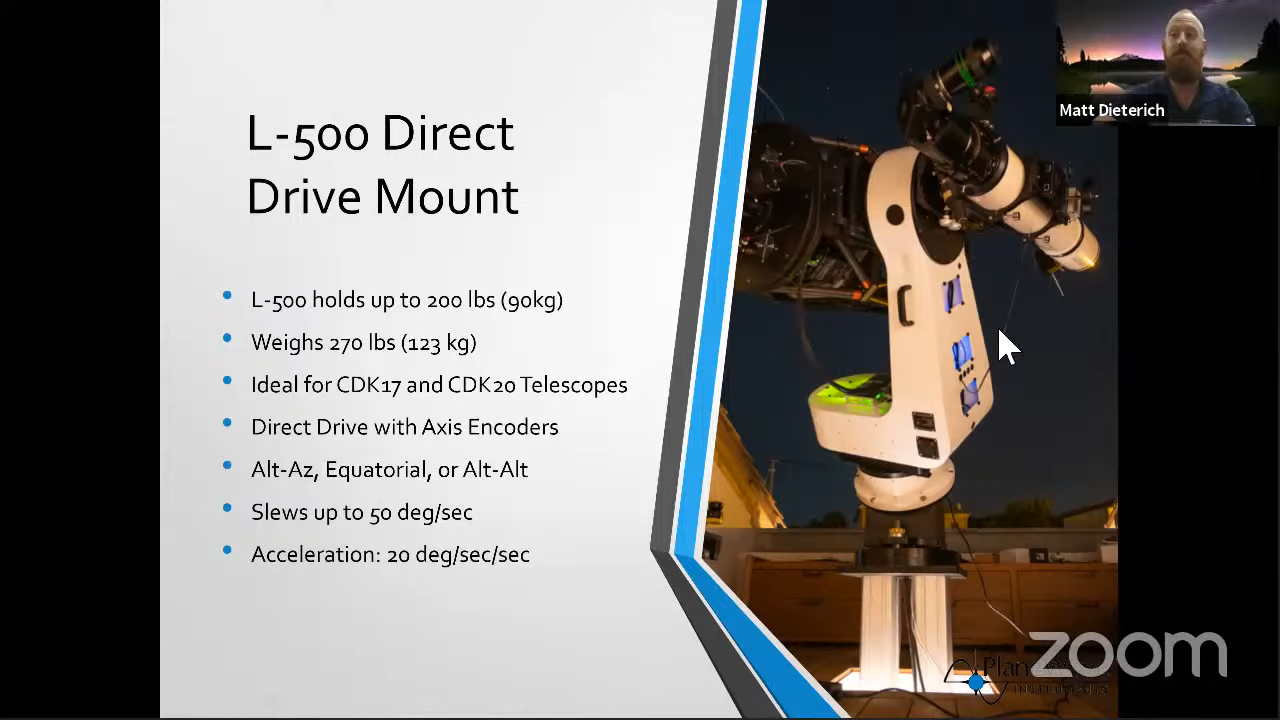 L-500 Direct
Drive Mount
L-500 holds up to 200 lbs (90kg)
Weighs 270 lbs (123 kg)
Ideal for CDK17 and CDK20 Telescopes
Direct Drive with Axis Encoders
Alt-Az, Equatorial, or Alt-Alt
Slews up to 50 deg/sec
Acceleration: 20 deg/sec/sec
Matt Dieterich
zoom